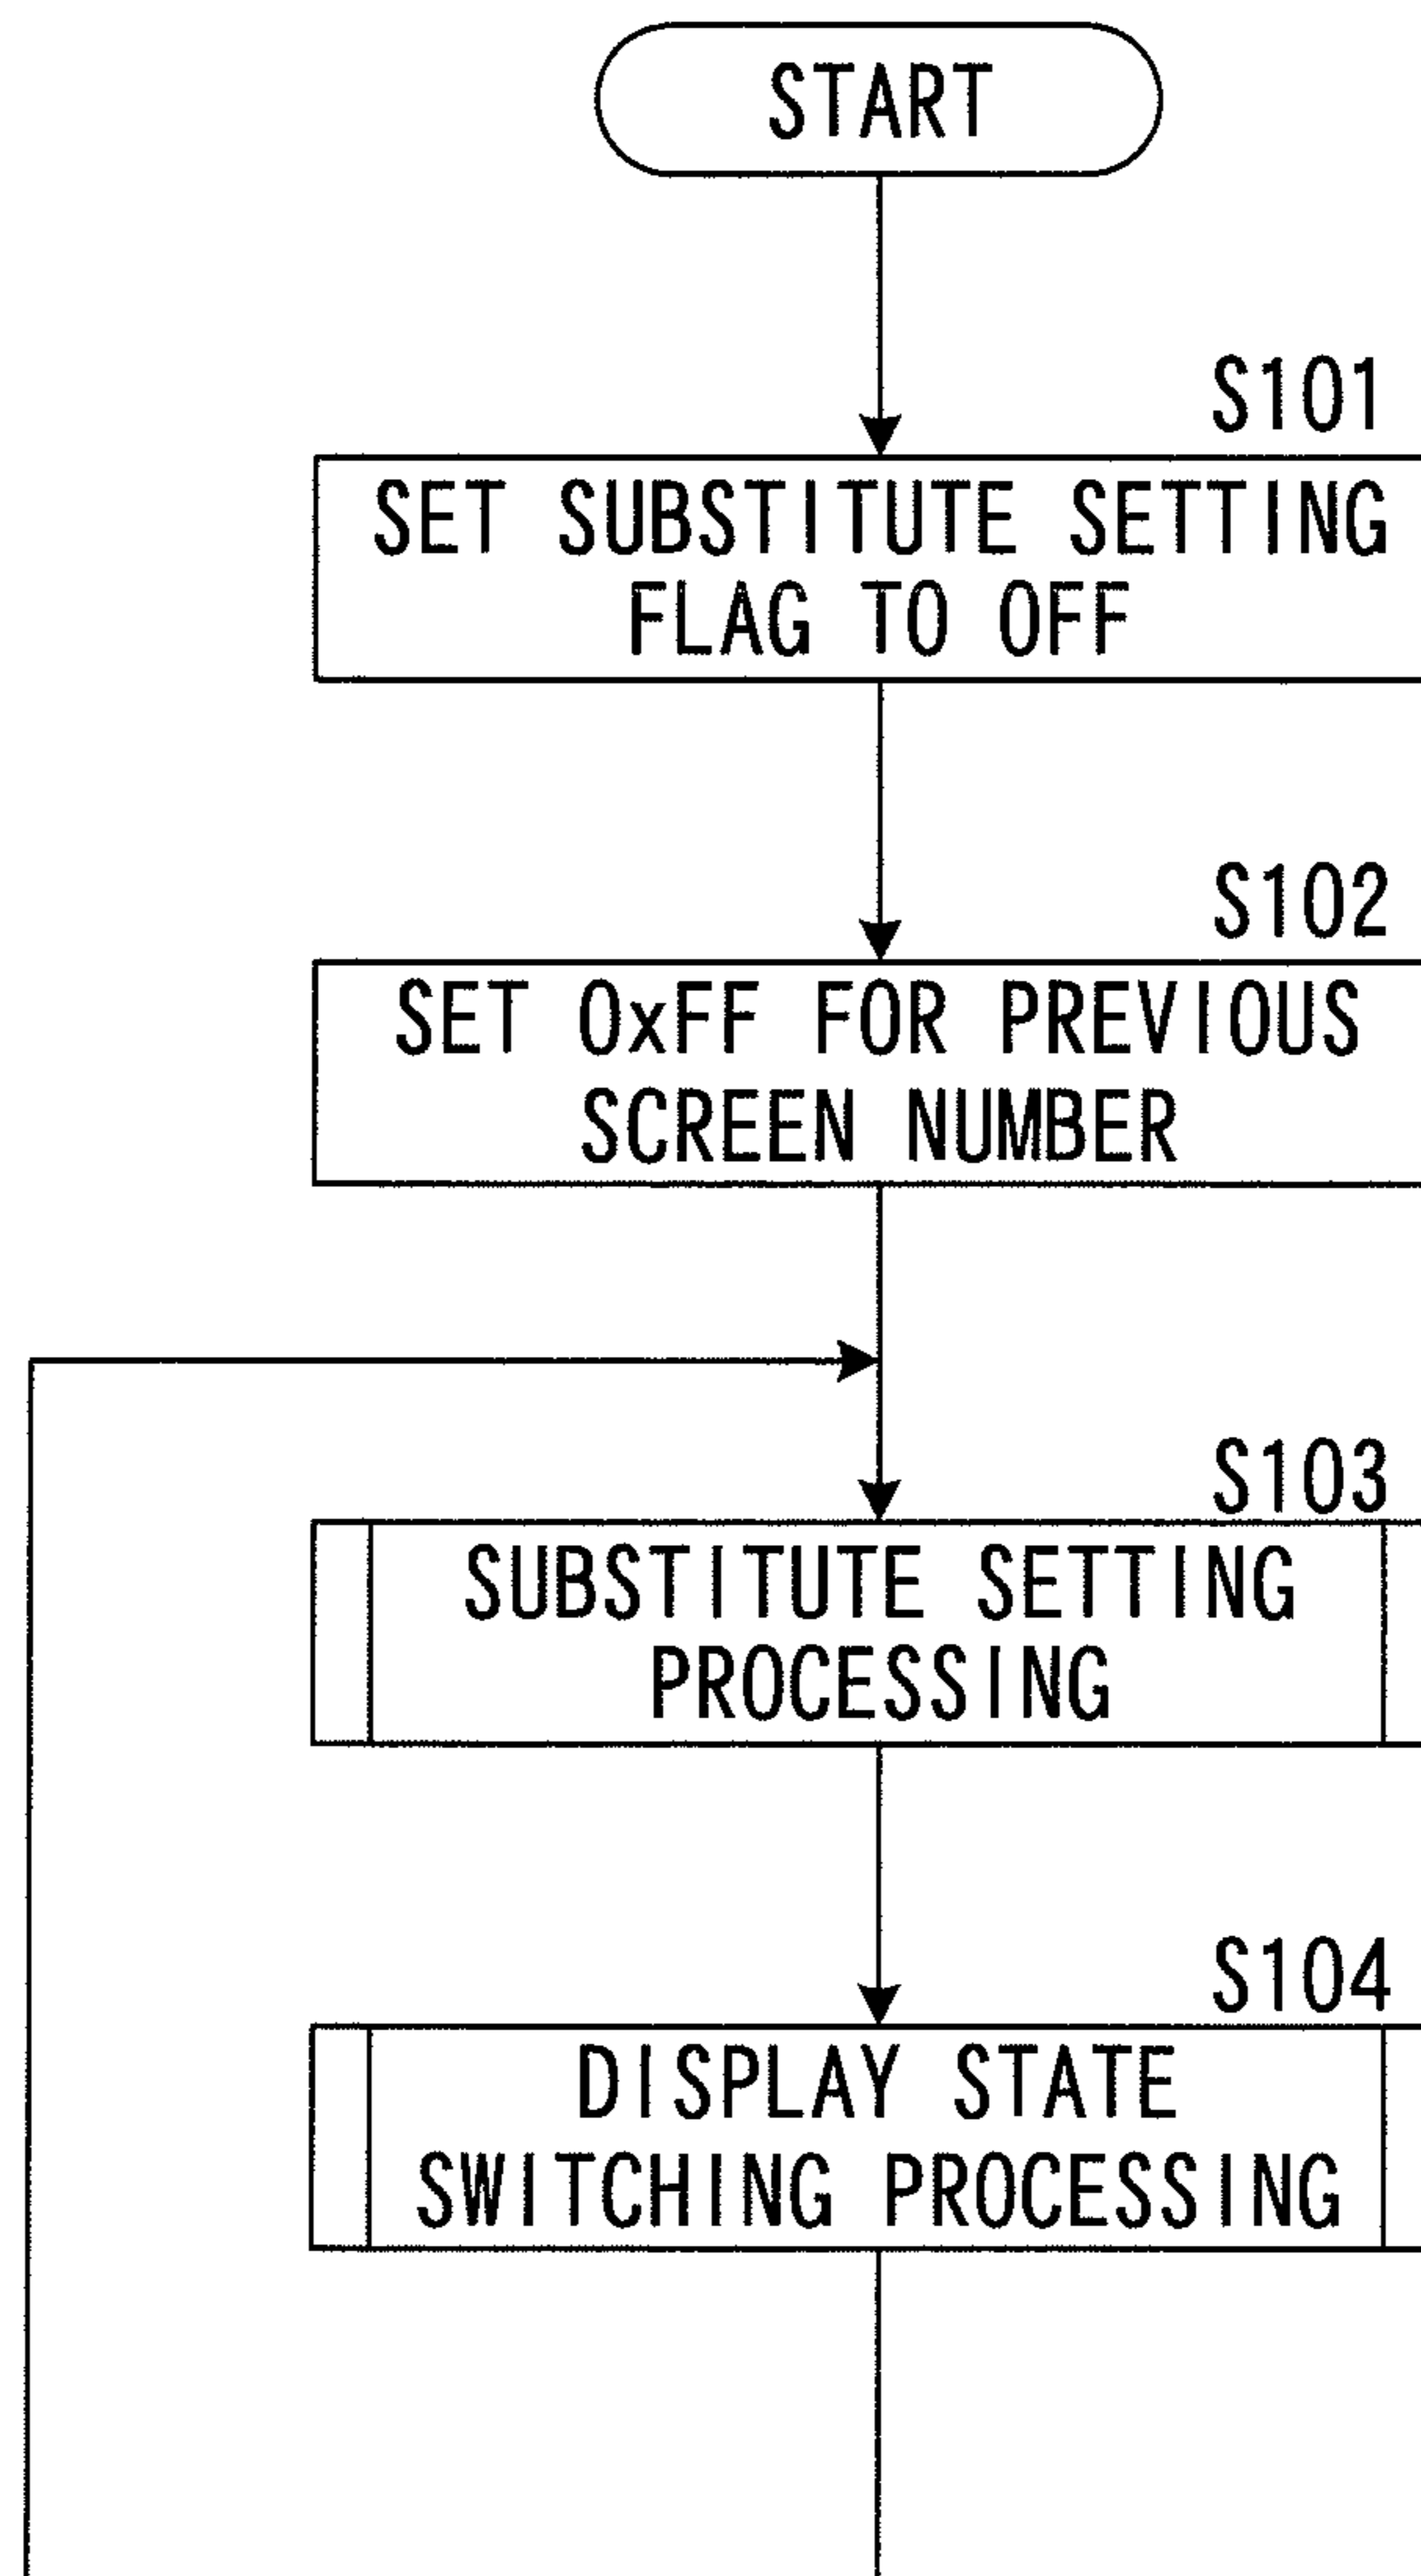 START
S101
SET SUBSTITUTE SETTING
FLAG TO OFF
S102
SET 0xFF FOR PREVIOUS
SCREEN NUMBER
S103
SUBSTITUTE SETTING
PROCESSING
S104
DISPLAY STATE
SWITCHING PROCESSING